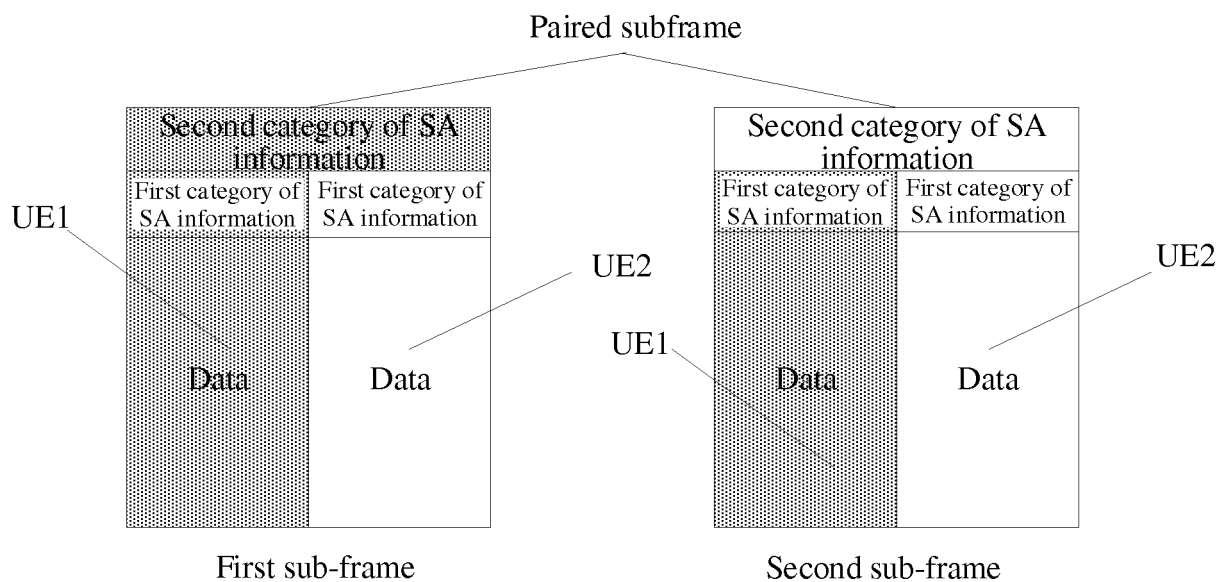 Paired subframe
Second category of SA
information
First category of
SA information
First category of
SA information
UE1
UE2
Data
Data
First sub-frame
Second category of SA
information
First category of
SA information
First category of
SA information
UE2
UE1
Data
Data
Second sub-frame